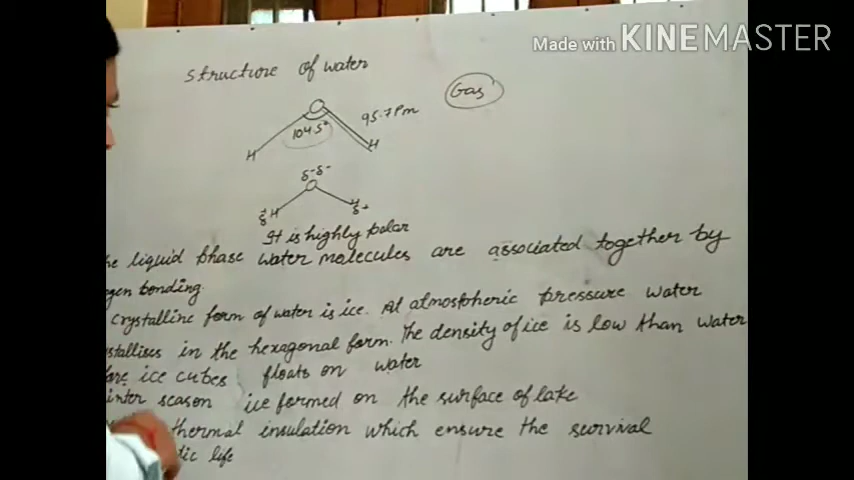 Made with KINEMASTER
Structure of water
Gas
95.7 Pm
104.5°
H H
δ- δ-
H H
δ+ δ+
It is highly polar
he liquid phase water molecules are associated together by
gen bonding.
crystalline form of water is ice. At atmostpheric pressure water
stallises in the hexagonal form. The density of ice is low than water
fore ice cubes floats on water
inter season ice formed on the surface of lake
thermal insulation which ensure the survival
tic life